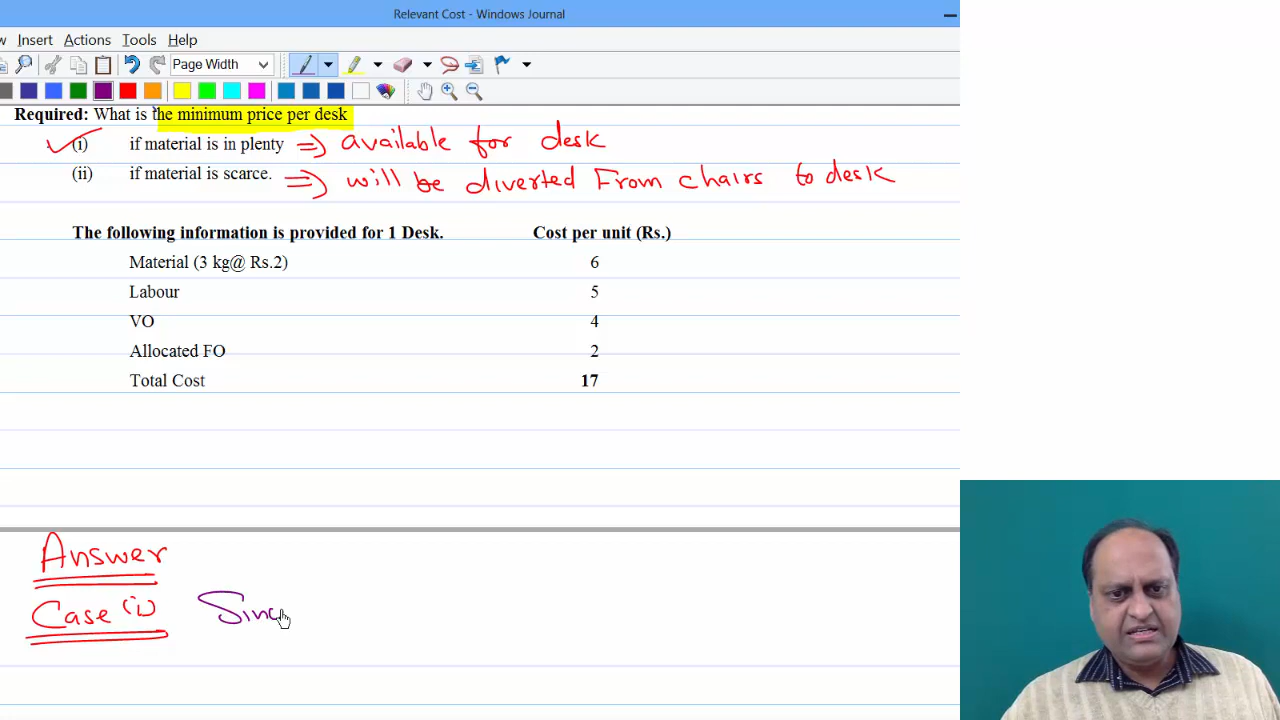 Relevant Cost - Windows Journal
Insert Actions Tools Help
Page Width
Required: What is the minimum price per desk
(i) if material is in plenty ⇒ available for desk
(ii) if material is scarce. ⇒ will be diverted From chairs to desk
The following information is provided for 1 Desk. Cost per unit (Rs.)
Material (3 kg@ Rs.2) 6
Labour 5
VO 4
Allocated FO 2
Total Cost 17
Answer
Case (i) Sinc